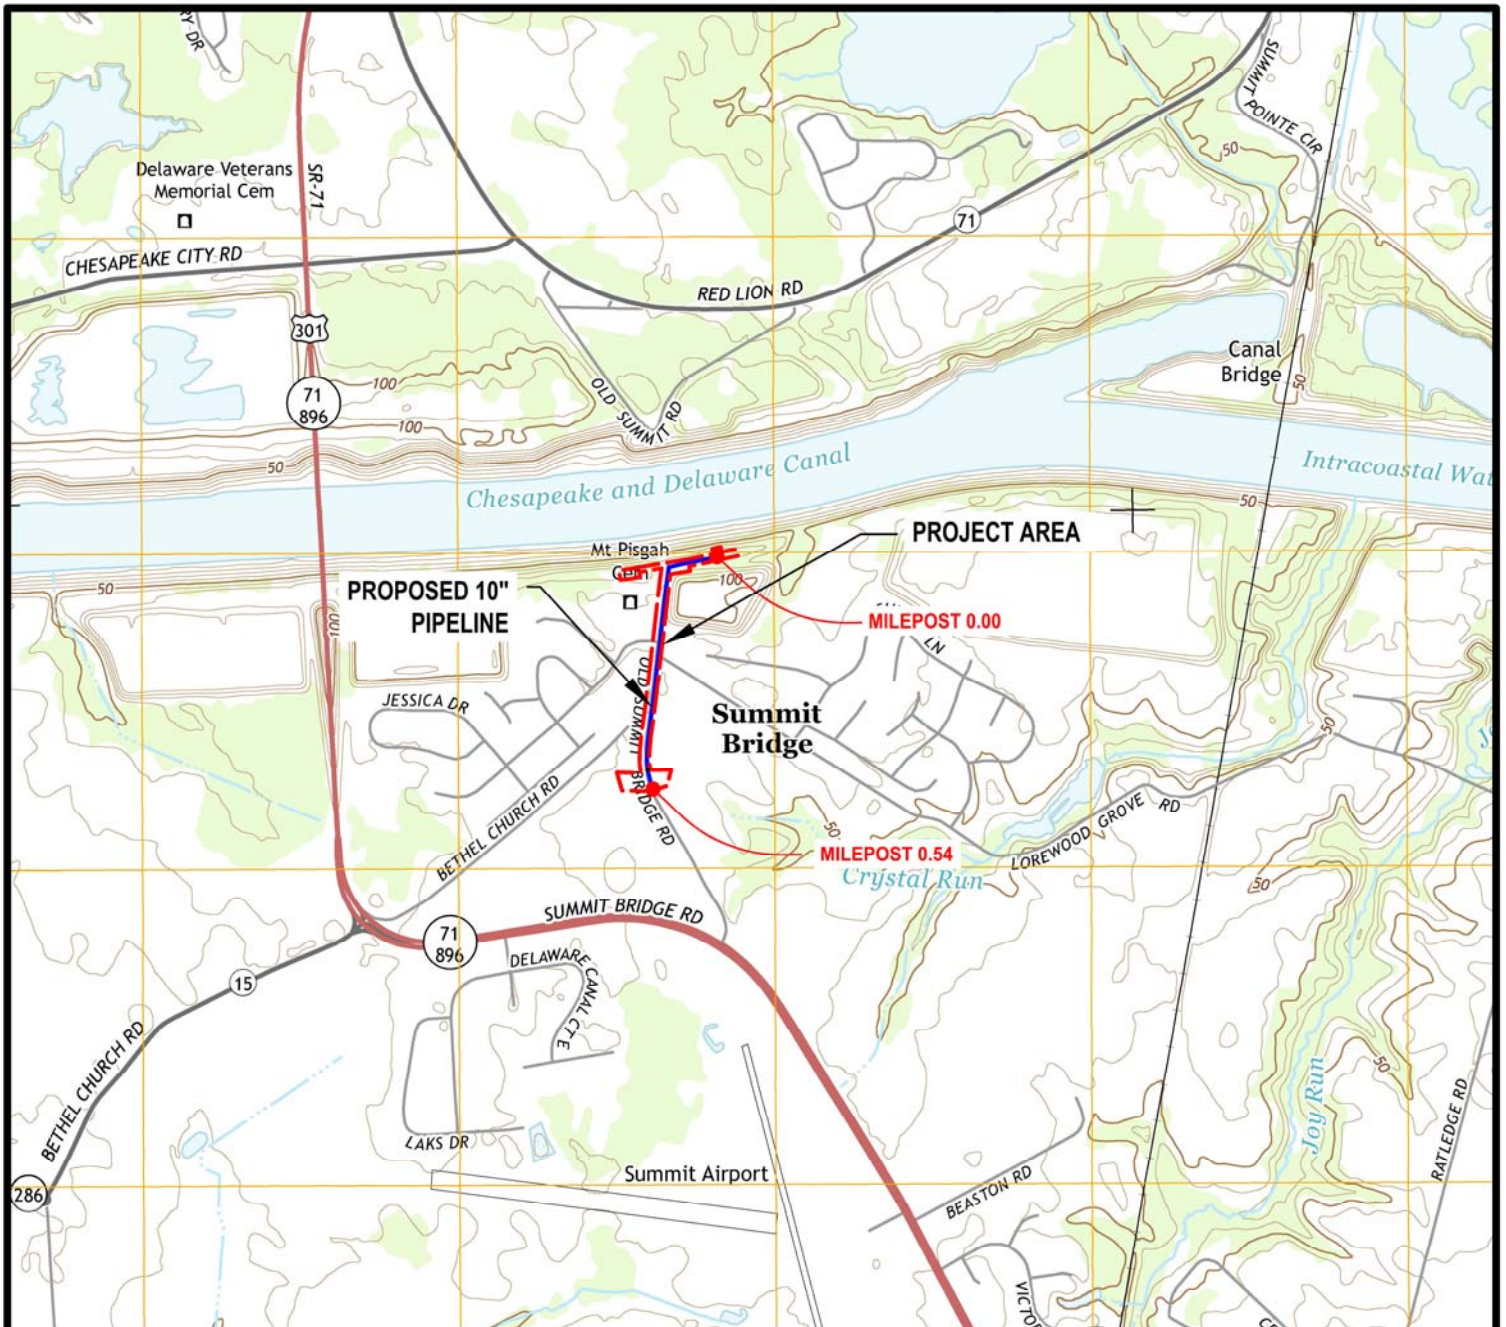 SR-71
SUMMIT
POINTE CIR
50
Delaware Veterans
Memorial Cem
71
CHESAPEAKE CITY RD
RED LION RD
301
Canal
Bridge
71
896
100
100
50
OLD SUMMIT RD
50
Chesapeake and Delaware Canal
Intracoastal Wat
50
PROJECT AREA
Mt Pisgah
Cem
100
50
PROPOSED 10"
PIPELINE
MILEPOST 0.00
100
LN
JESSICA DR
OLD SUMMIT BRIDGE RD
Summit
Bridge
50
BETHEL CHURCH RD
50
LOREWOOD GROVE RD
MILEPOST 0.54
Crystal Run
50
SUMMIT BRIDGE RD
71
896
DELAWARE CANAL CT E
15
BETHEL CHURCH RD
50
Joy Run
RATLEDGE RD
LAKS DR
Summit Airport
286
BEASTON RD
VICTO